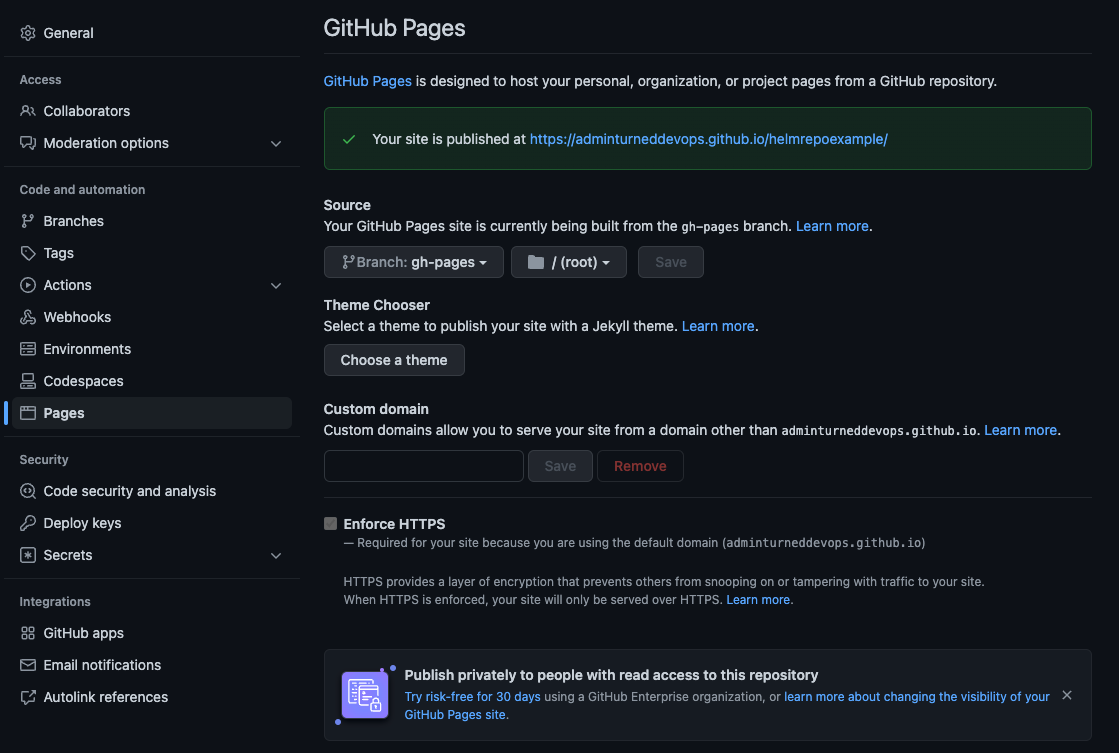 General
Access
Collaborators
Moderation options
Code and automation
Branches
Tags
Actions
Webhooks
Environments
Codespaces
Pages
Security
Code security and analysis
Deploy keys
Secrets
Integrations
GitHub apps
Email notifications
Autolink references
GitHub Pages
GitHub Pages is designed to host your personal, organization, or project pages from a GitHub repository.
Your site is published at https://adminturneddevops.github.io/helmrepoexample/
Source
Your GitHub Pages site is currently being built from the gh-pages branch. Learn more.
Branch: gh-pages
/ (root)
Save
Theme Chooser
Select a theme to publish your site with a Jekyll theme. Learn more.
Choose a theme
Custom domain
Custom domains allow you to serve your site from a domain other than adminturneddevops.github.io. Learn more.
Save
Remove
Enforce HTTPS
— Required for your site because you are using the default domain (adminturneddevops.github.io)
HTTPS provides a layer of encryption that prevents others from snooping on or tampering with traffic to your site.
When HTTPS is enforced, your site will only be served over HTTPS. Learn more.
Publish privately to people with read access to this repository
Try risk-free for 30 days using a GitHub Enterprise organization, or learn more about changing the visibility of your
GitHub Pages site.